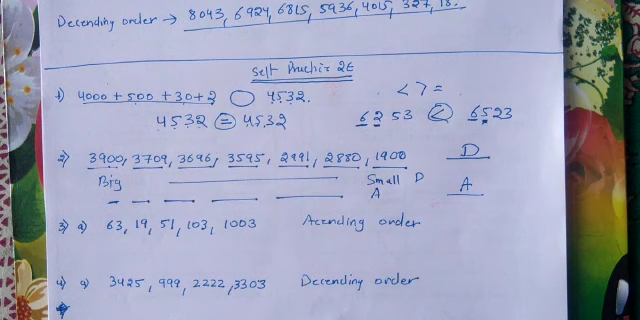 Decending order → 8043, 6924, 6815, 5936, 4015, 327, 18.
Self Practice 2E
1) 4000 + 500 + 30 + 2 ○ 4532. < > =
4532 = 4532 6253 < 6523
2) 3900, 3709, 3696, 3595, 2991, 2880, 1900 D
Big Small D
A A
3) a) 63, 19, 51, 103, 1003 Acending order
4) a) 3425, 999, 2222, 3303 Decending order